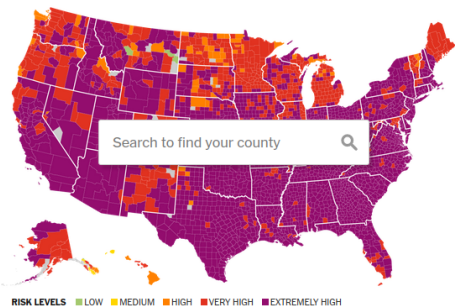 Search to find your county
RISK LEVELS LOW MEDIUM HIGH VERY HIGH EXTREMELY HIGH